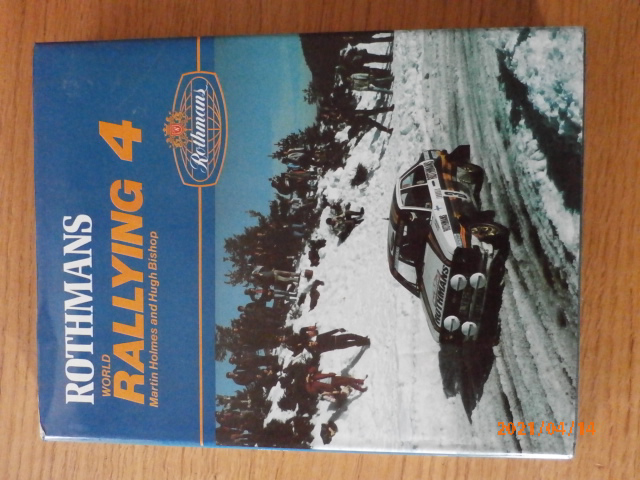 ROTHMANS
WORLD
RALLYING 4
Martin Holmes and Hugh Bishop
Rothmans
ROTHMANS
2021/04/14